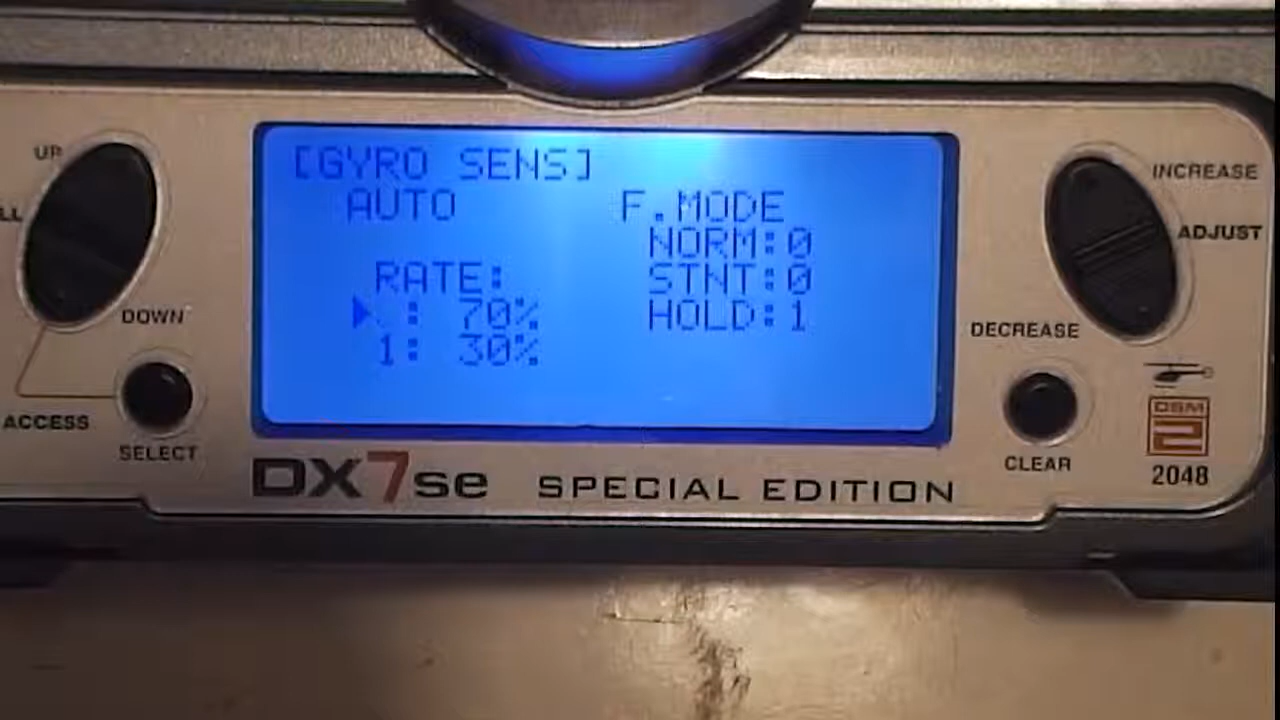 [GYRO SENS]
AUTO
F.MODE
NORM:0
RATE:
STNT:0
: 70%
HOLD:1
1: 30%
UP
LL
DOWN
ACCESS
SELECT
INCREASE
ADJUST
DECREASE
CLEAR
DSM
2
2048
DX7se SPECIAL EDITION